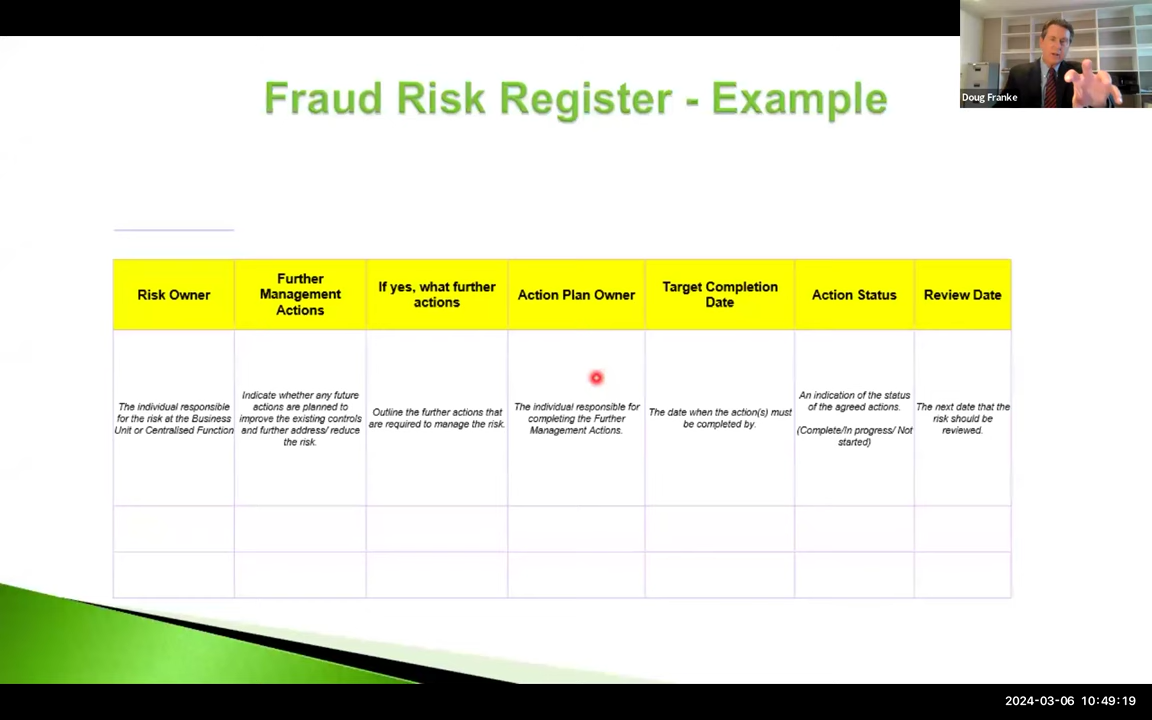 Doug Franke
Fraud Risk Register - Example
Risk Owner
Further
Management
Actions
If yes, what further
actions
Action Plan Owner
Target Completion
Date
Action Status
Review Date
The individual responsible
for the risk at the Business
Unit or Centralised Function
Indicate whether any future
actions are planned to
improve the existing controls
and further address/ reduce
the risk.
Outline the further actions that
are required to manage the risk.
The individual responsible for
completing the Further
Management Actions.
The date when the action(s) must
be completed by.
An indication of the status
of the agreed actions.
(Complete/In progress/ Not
started)
The next date that the
risk should be
reviewed.
2024-03-06 10:49:19